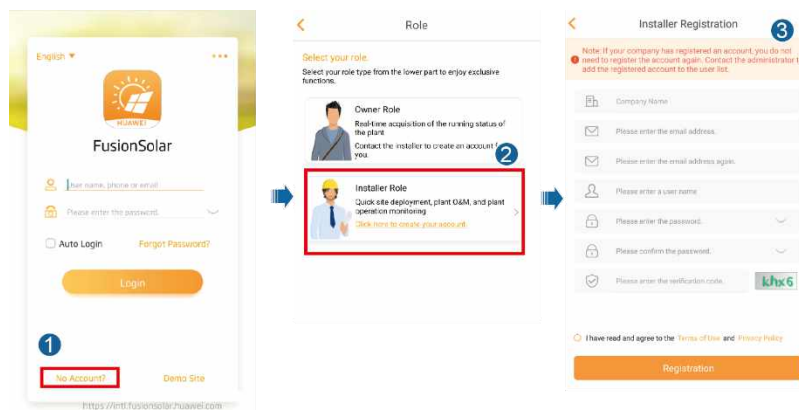 English
HUAWEI
FusionSolar
User name, phone or email
Please enter the password.
Auto Login
Forgot Password?
Login
1
No Account?
Demo Site
https://intl.fusionsolar.huawei.com
Role
Select your role.
Select your role type from the lower part to enjoy exclusive
functions.
Owner Role
Real-time acquisition of the running status of
the plant
Contact the installer to create an account
you.
2
Installer Role
Quick site deployment, plant O&M, and plant
operation monitoring
Click here to create your account.
Installer Registration
3
Note: If your company has registered an account, you do not
need to register the account again. Contact the administrator t
add the registered account to the user list.
Company Name
Please enter the email address.
Please enter the email address again.
Please enter a user name
Please enter the password.
Please confirm the password.
Please enter the verification code.
khx6
I have read and agree to the Terms of Use and Privacy Policy
Registration